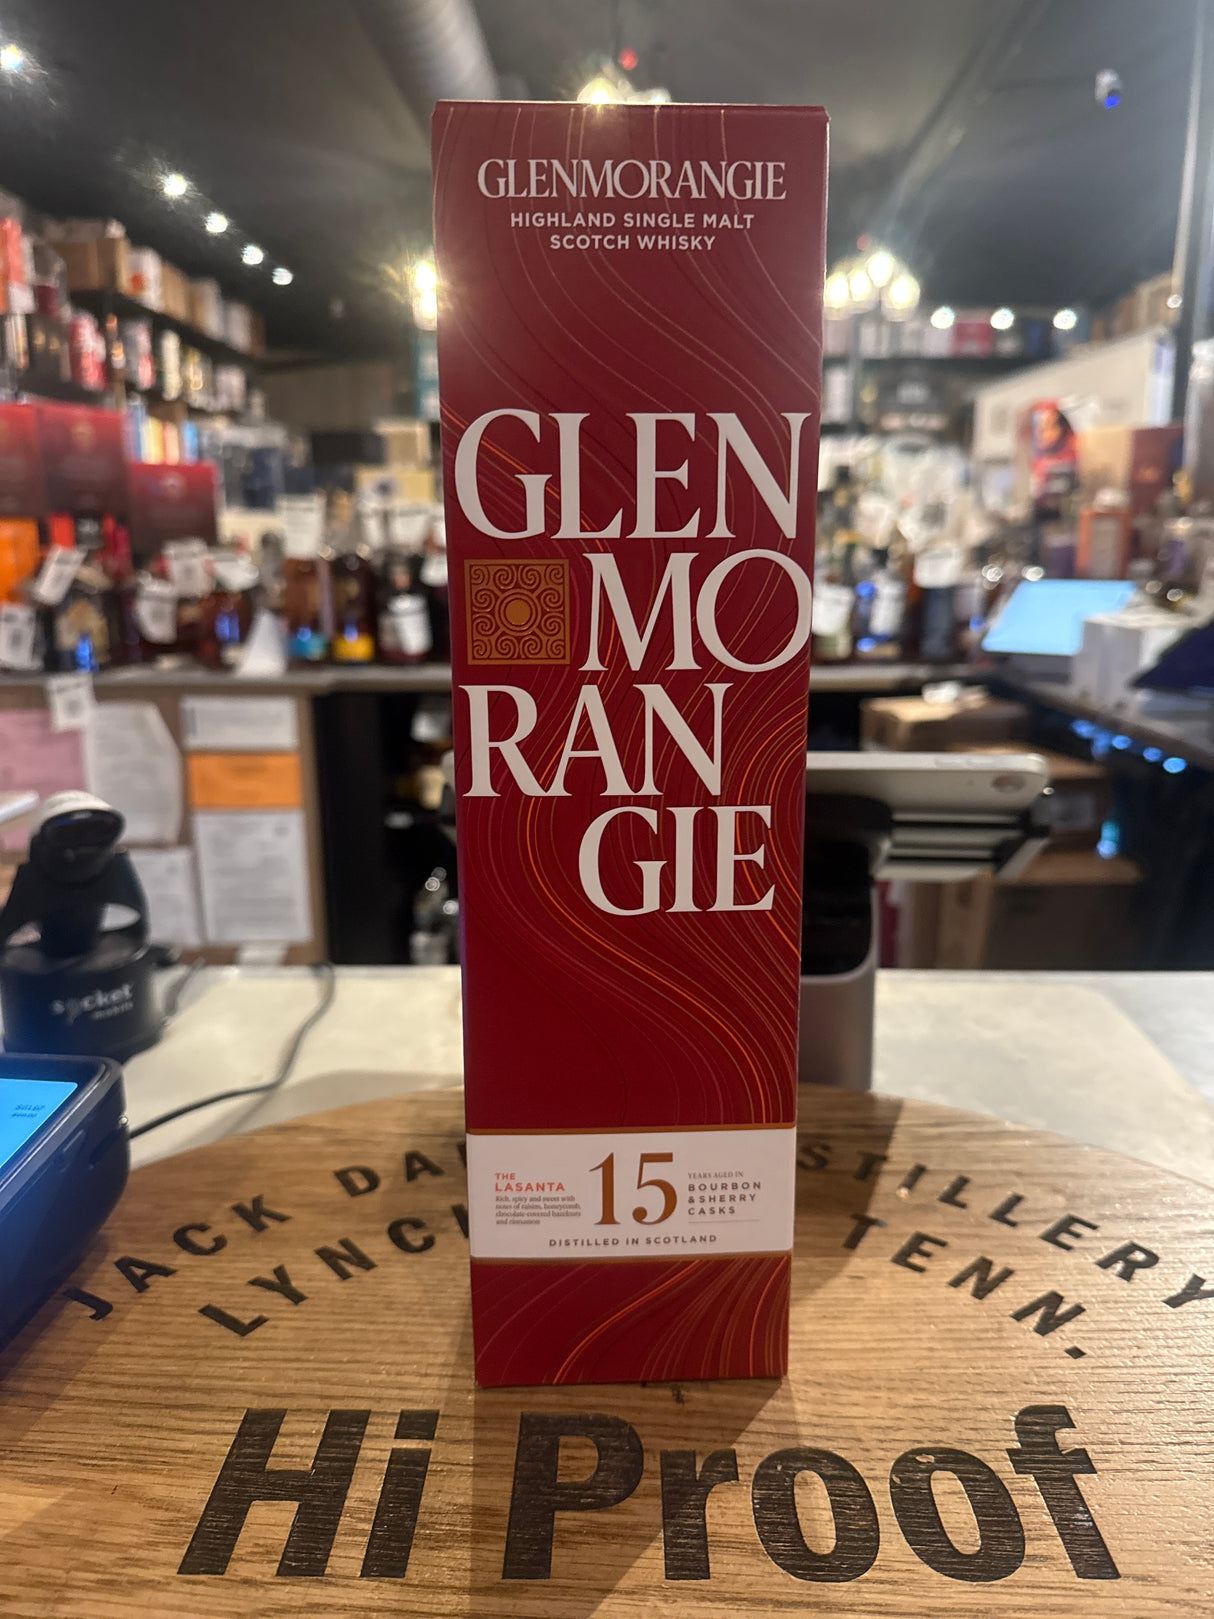 GLENMORANGIE
HIGHLAND SINGLE MALT
SCOTCH WHISKY
GLEN
MO
RAN
GIE
THE
LASANTA
Rich, spicy and sweet with
notes of raisins, honeycomb,
chocolate-covered hazelnuts
and cinnamon
15
YEARS AGED IN
BOURBON
& SHERRY
CASKS
DISTILLED IN SCOTLAND
socket
mobile
JACK DA STILLERY
LYNC TENN.
Hi Proof